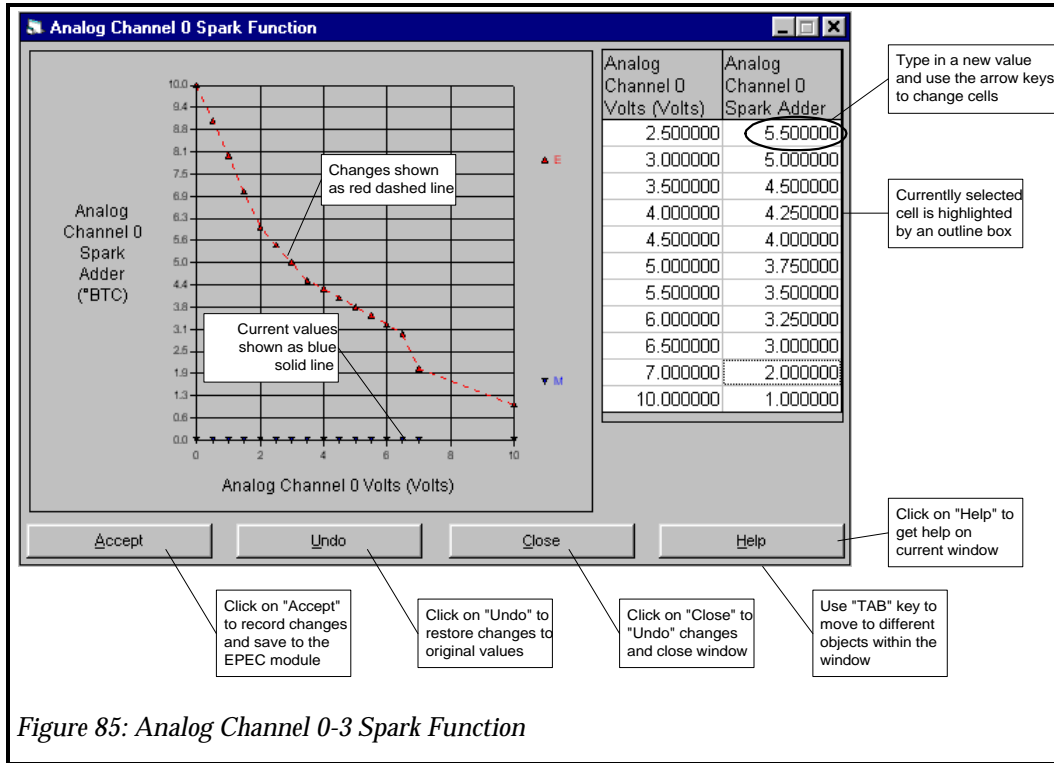 Analog Channel 0 Spark Function
Analog
Channel 0
Spark
Adder
(°BTC)
10.0
9.4
8.8
8.1
7.5
6.9
6.3
5.6
5.0
4.4
3.8
3.1
2.5
1.9
1.3
0.6
0.0
0 2 4 6 8 10
Analog Channel 0 Volts (Volts)
Changes shown
as red dashed line
Current values
shown as blue
solid line
E
M
Analog Channel 0 Volts (Volts) Analog Channel 0 Spark Adder
2.500000 5.500000
3.000000 5.000000
3.500000 4.500000
4.000000 4.250000
4.500000 4.000000
5.000000 3.750000
5.500000 3.500000
6.000000 3.250000
6.500000 3.000000
7.000000 2.000000
10.000000 1.000000
Type in a new value
and use the arrow keys
to change cells
Currentlly selected
cell is highlighted
by an outline box
Click on "Help" to
get help on
current window
Accept Undo Close Help
Click on "Accept"
to record changes
and save to the
EPEC module
Click on "Undo" to
restore changes to
original values
Click on "Close" to
"Undo" changes
and close window
Use "TAB" key to
move to different
objects within the
window
Figure 85: Analog Channel 0-3 Spark Function